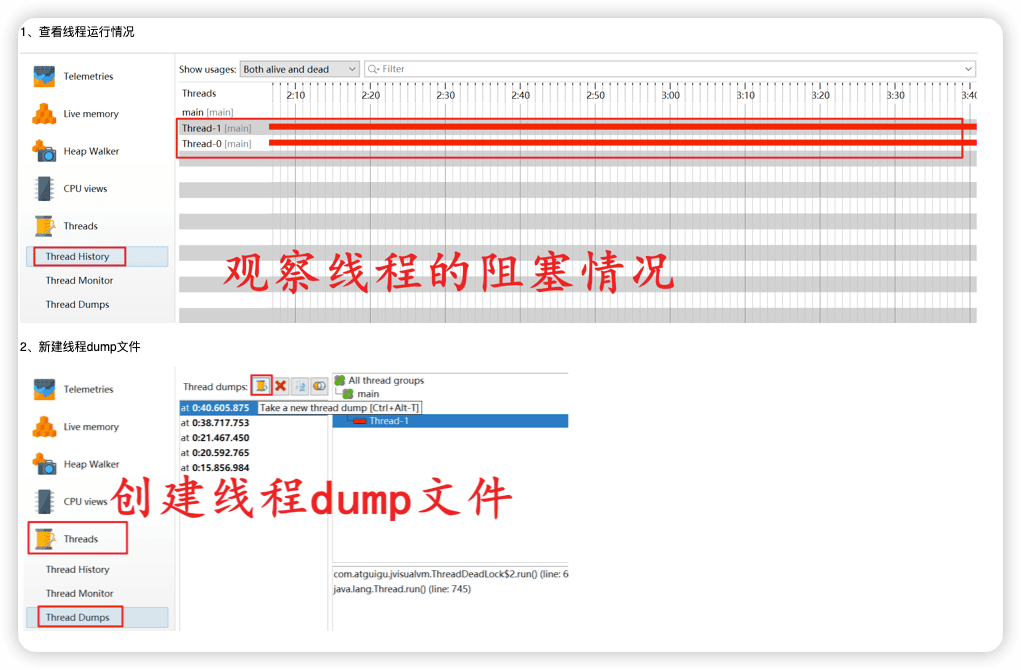 1、查看线程运行情况
Telemetries
Live memory
Heap Walker
CPU views
Threads
Thread History
Thread Monitor
Thread Dumps
Show usages: Both alive and dead Filter
Threads 2:10 2:20 2:30 2:40 2:50 3:00 3:10 3:20 3:30 3:40
main [main]
Thread-1 [main]
Thread-0 [main]
观察线程的阻塞情况
2、新建线程dump文件
Telemetries
Live memory
Heap Walker
CPU views
Threads
Thread History
Thread Monitor
Thread Dumps
Thread dumps:
at 0:40.605.875
Take a new thread dump [Ctrl+Alt-T]
at 0:38.717.753
at 0:21.467.450
at 0:20.592.765
at 0:15.856.984
All thread groups
main
Thread-1
创建线程dump文件
com.atguigu.jvisualvm.ThreadDeadLock$2.run() (line: 6
java.lang.Thread.run() (line: 745)